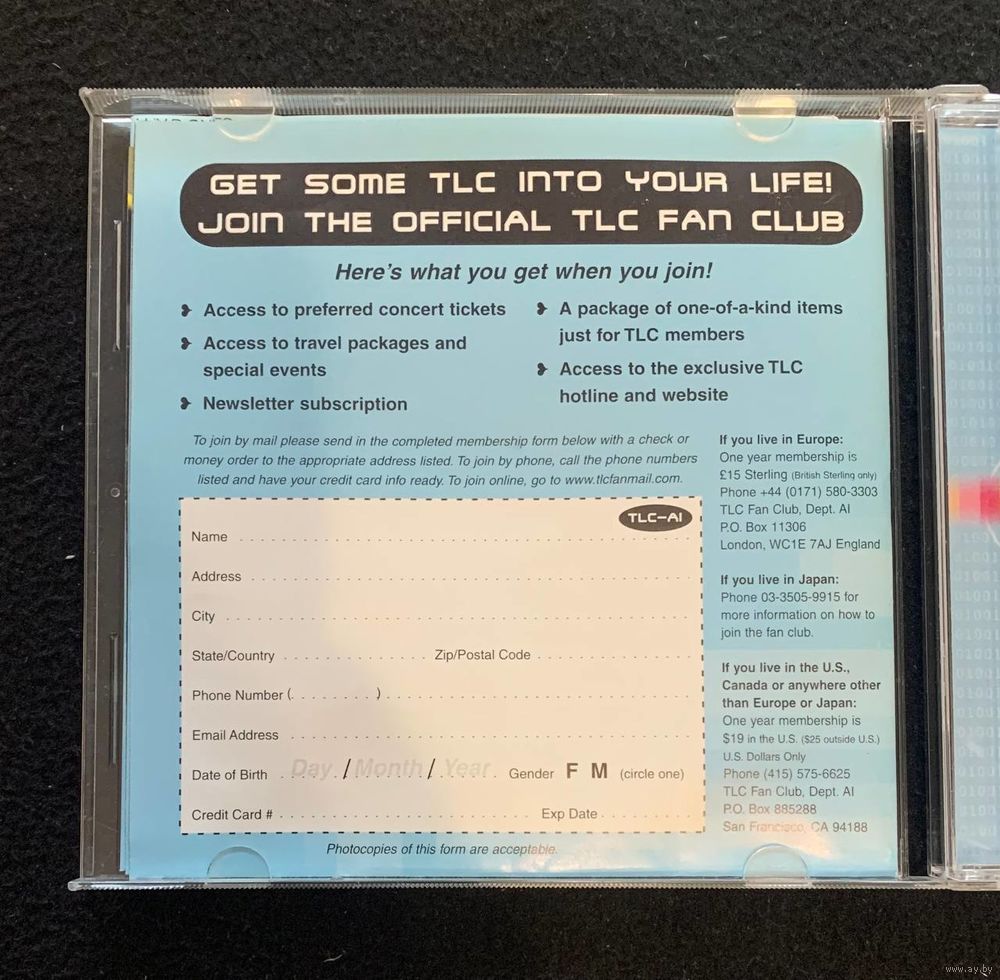 GET SOME TLC INTO YOUR LIFE!
JOIN THE OFFICIAL TLC FAN CLUB
Here's what you get when you join!
❥ Access to preferred concert tickets
❥ Access to travel packages and
special events
❥ Newsletter subscription
❥ A package of one-of-a-kind items
just for TLC members
❥ Access to the exclusive TLC
hotline and website
To join by mail please send in the completed membership form below with a check or
money order to the appropriate address listed. To join by phone, call the phone numbers
listed and have your credit card info ready. To join online, go to www.tlcfanmail.com.
TLC-AI
Name
Address
City
State/Country Zip/Postal Code
Phone Number ( )
Email Address
Date of Birth Day / Month / Year Gender F M (circle one)
Credit Card # Exp Date
Photocopies of this form are acceptable.
If you live in Europe:
One year membership is
£15 Sterling (British Sterling only)
Phone +44 (0171) 580-3303
TLC Fan Club, Dept. AI
P.O. Box 11306
London, WC1E 7AJ England
If you live in Japan:
Phone 03-3505-9915 for
more information on how to
join the fan club.
If you live in the U.S.,
Canada or anywhere other
than Europe or Japan:
One year membership is
$19 in the U.S. ($25 outside U.S.)
U.S. Dollars Only
Phone (415) 575-6625
TLC Fan Club, Dept. AI
P.O. Box 885288
San Francisco, CA 94188
www.ay.by